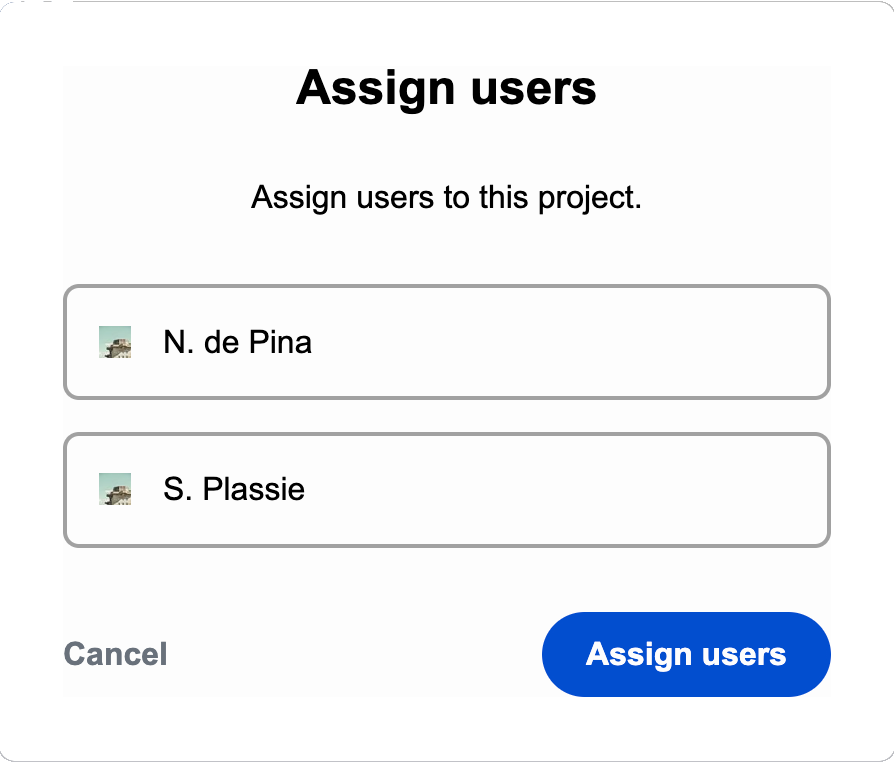 Assign users
Assign users to this project.
N. de Pina
S. Plassie
Cancel
Assign users